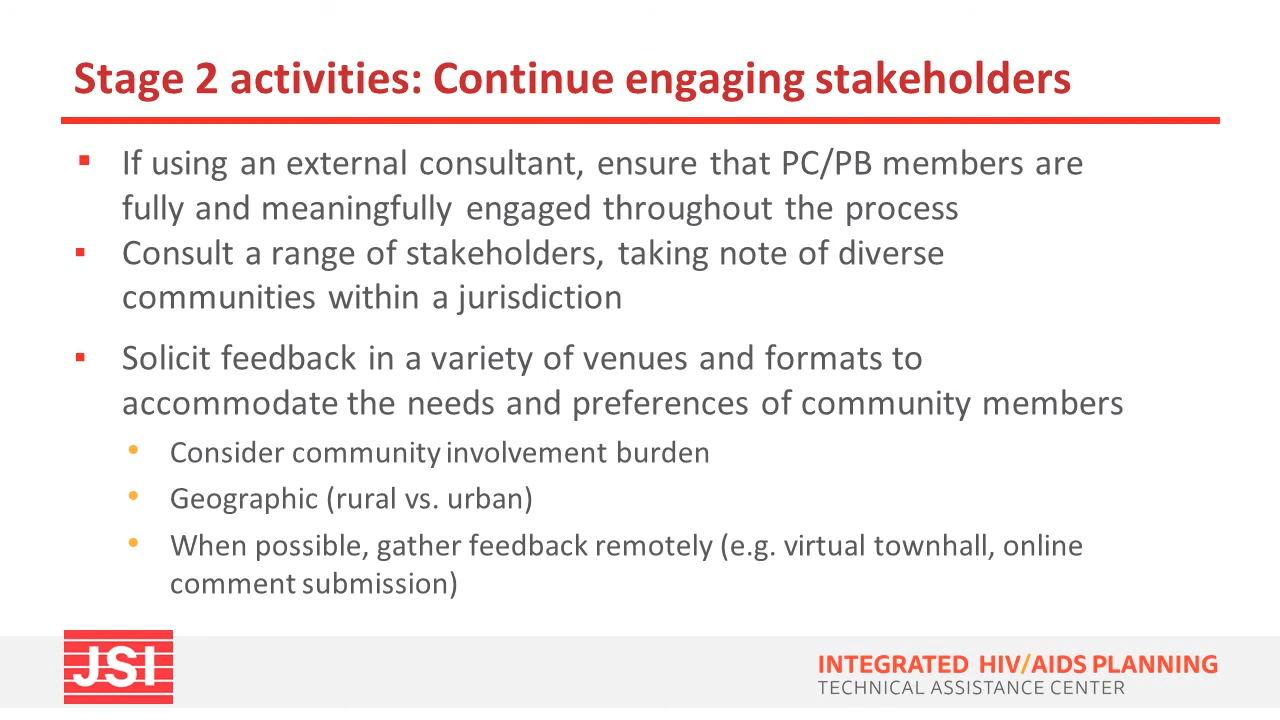 Stage 2 activities: Continue engaging stakeholders
▪ If using an external consultant, ensure that PC/PB members are
fully and meaningfully engaged throughout the process
▪ Consult a range of stakeholders, taking note of diverse
communities within a jurisdiction
▪ Solicit feedback in a variety of venues and formats to
accommodate the needs and preferences of community members
• Consider community involvement burden
• Geographic (rural vs. urban)
• When possible, gather feedback remotely (e.g. virtual townhall, online
comment submission)
JSI
INTEGRATED HIV/AIDS PLANNING
TECHNICAL ASSISTANCE CENTER